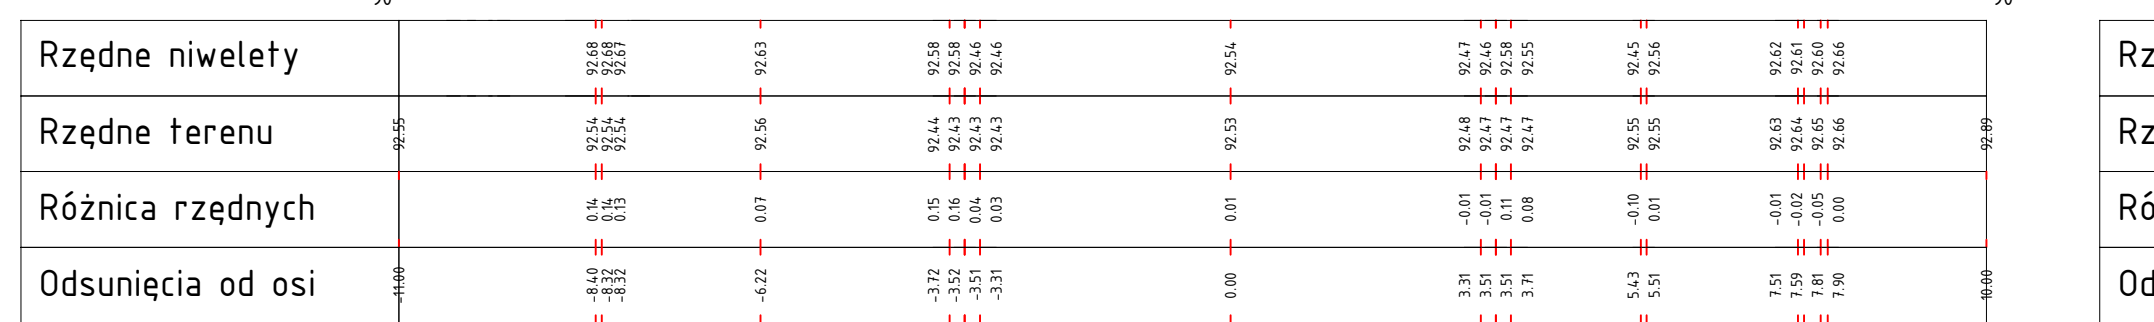 Rzędne niwelety 92.68 92.68 92.67 92.63 92.58 92.58 92.46 92.46 92.54 92.47 92.46 92.58 92.55 92.45 92.56 92.62 92.61 92.60 92.66 Rz
Rzędne terenu 92.55 92.54 92.54 92.54 92.56 92.44 92.43 92.43 92.43 92.53 92.48 92.47 92.47 92.47 92.55 92.55 92.63 92.64 92.65 92.66 92.89 Rz
Różnica rzędnych 0.14 0.14 0.13 0.07 0.15 0.16 0.04 0.03 0.01 -0.01 -0.01 0.11 0.08 -0.10 0.01 -0.01 -0.02 -0.05 0.00 Ró
Odsunięcia od osi -11.00 -8.40 -8.32 -8.32 -6.22 -3.72 -3.52 -3.51 -3.31 0.00 3.31 3.51 3.51 3.71 5.43 5.51 7.51 7.59 7.81 7.90 10.00 Od